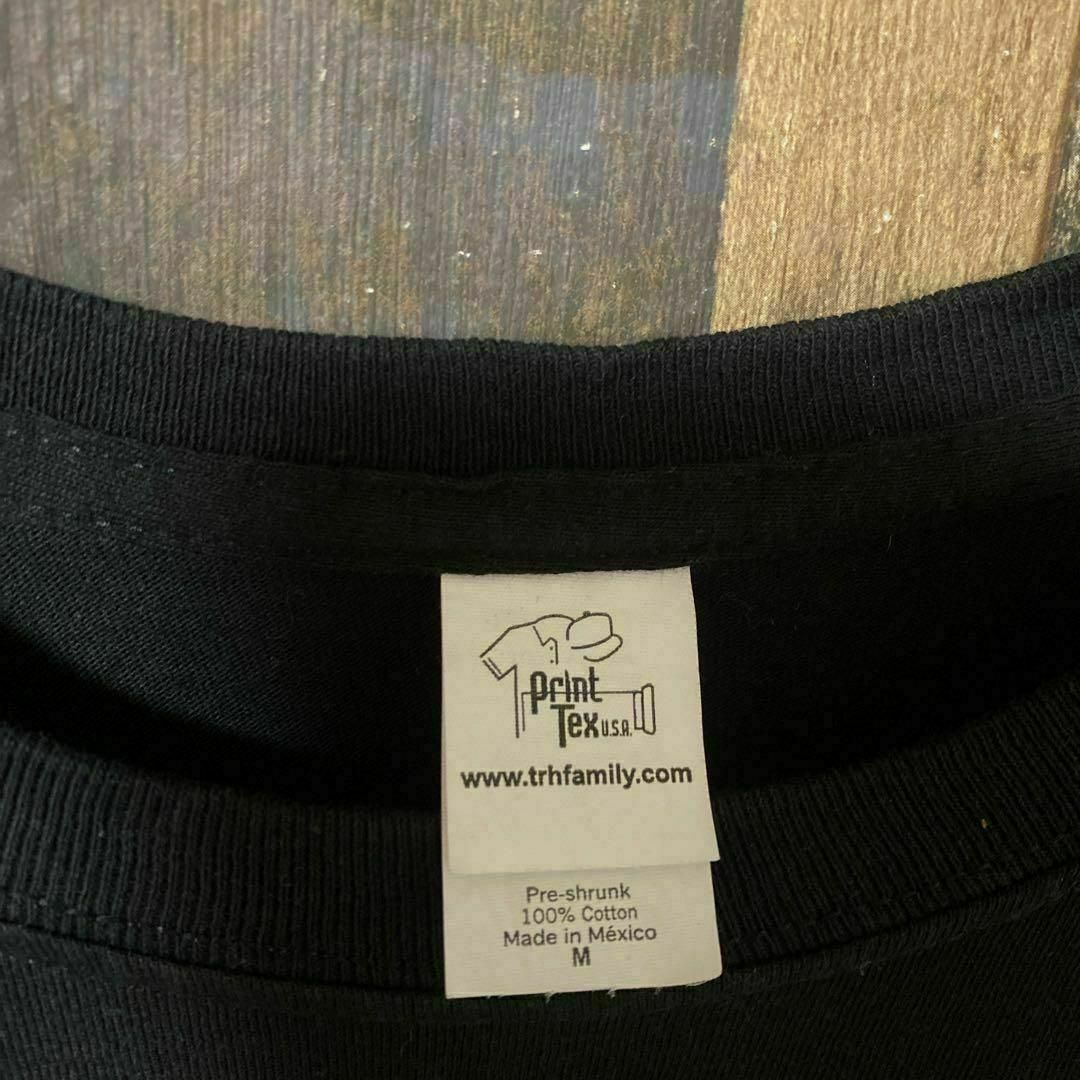 Print
Tex U.S.A.
www.trhfamily.com
Pre-shrunk
100% Cotton
Made in México
M